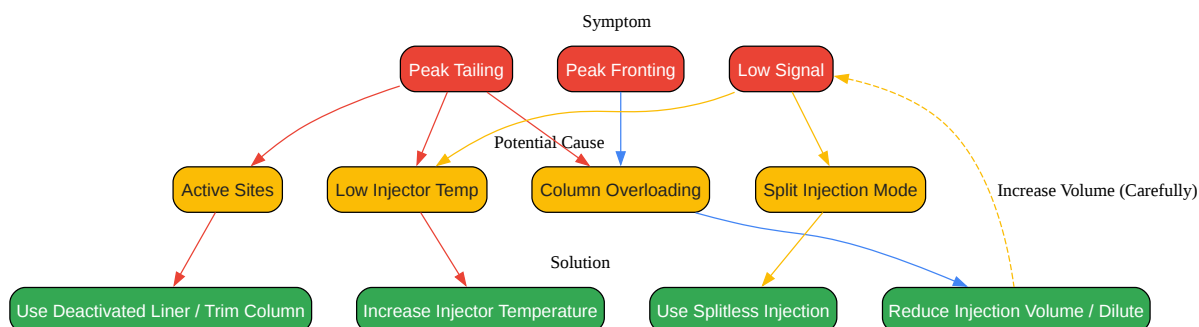 Symptom
Peak Tailing
Peak Fronting
Low Signal
Potential Cause
Active Sites
Low Injector Temp
Column Overloading
Split Injection Mode
Increase Volume (Carefully)
Solution
Use Deactivated Liner / Trim Column
Increase Injector Temperature
Use Splitless Injection
Reduce Injection Volume / Dilute